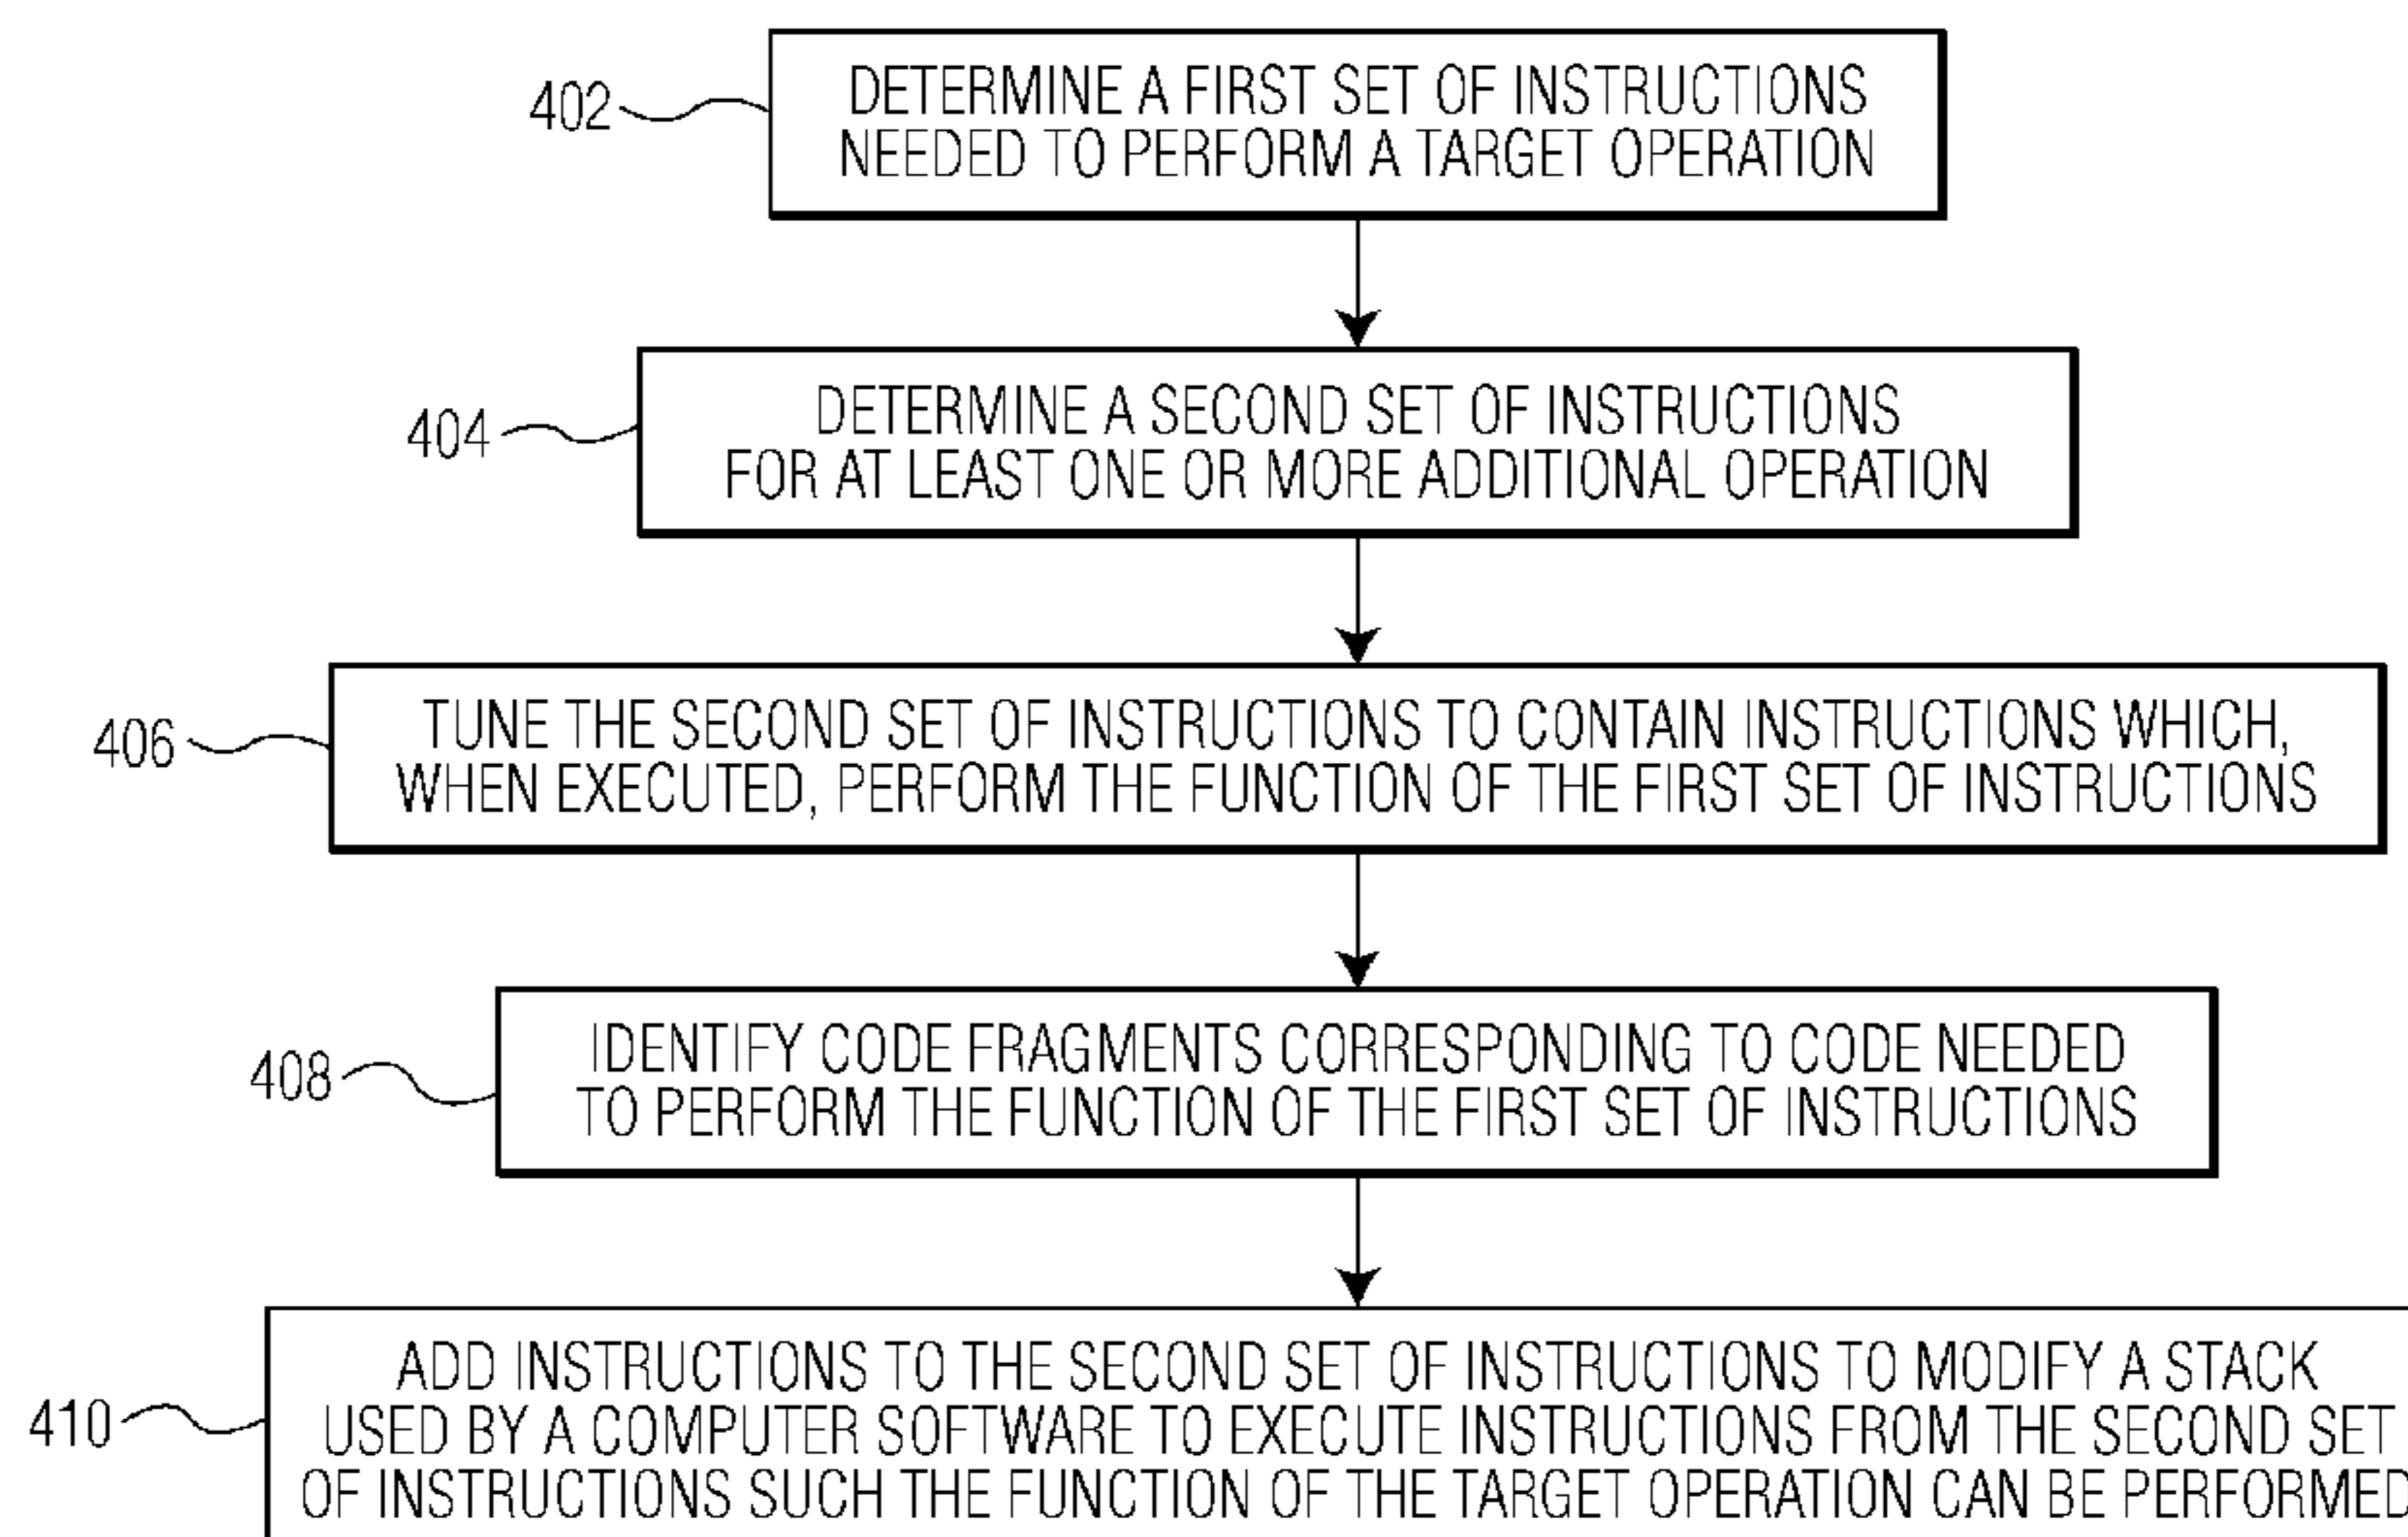 402
DETERMINE A FIRST SET OF INSTRUCTIONS
NEEDED TO PERFORM A TARGET OPERATION
404
DETERMINE A SECOND SET OF INSTRUCTIONS
FOR AT LEAST ONE OR MORE ADDITIONAL OPERATION
406
TUNE THE SECOND SET OF INSTRUCTIONS TO CONTAIN INSTRUCTIONS WHICH,
WHEN EXECUTED, PERFORM THE FUNCTION OF THE FIRST SET OF INSTRUCTIONS
408
IDENTIFY CODE FRAGMENTS CORRESPONDING TO CODE NEEDED
TO PERFORM THE FUNCTION OF THE FIRST SET OF INSTRUCTIONS
410
ADD INSTRUCTIONS TO THE SECOND SET OF INSTRUCTIONS TO MODIFY A STACK
USED BY A COMPUTER SOFTWARE TO EXECUTE INSTRUCTIONS FROM THE SECOND SET
OF INSTRUCTIONS SUCH THE FUNCTION OF THE TARGET OPERATION CAN BE PERFORMED